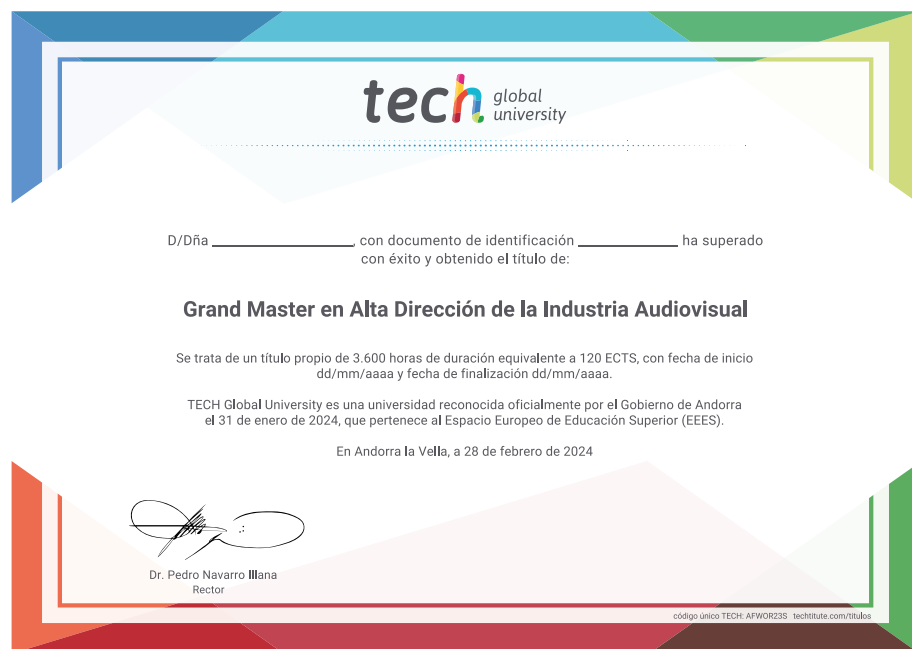 tech global university
D/Dña ___________________, con documento de identificación _____________ ha superado
con éxito y obtenido el título de:
Grand Master en Alta Dirección de la Industria Audiovisual
Se trata de un título propio de 3.600 horas de duración equivalente a 120 ECTS, con fecha de inicio
dd/mm/aaaa y fecha de finalización dd/mm/aaaa.
TECH Global University es una universidad reconocida oficialmente por el Gobierno de Andorra
el 31 de enero de 2024, que pertenece al Espacio Europeo de Educación Superior (EEES).
En Andorra la Vella, a 28 de febrero de 2024
Dr. Pedro Navarro Illana
Rector
código único TECH: AFWOR23S techtitute.com/titulos